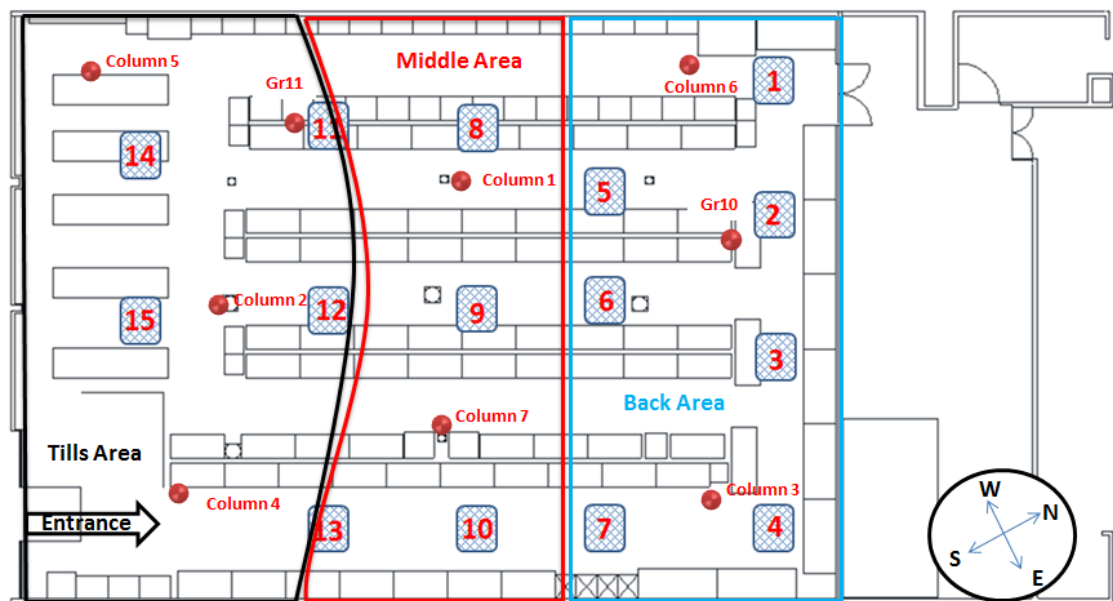 Column 5
Middle Area
Gr11
Column 6
1
11
8
14
Column 1
5
Gr10
2
Column 2
12
9
6
15
3
Column 7
Back Area
Tills Area
Column 4
Column 3
Entrance
13
10
7
4
W
N
S
E